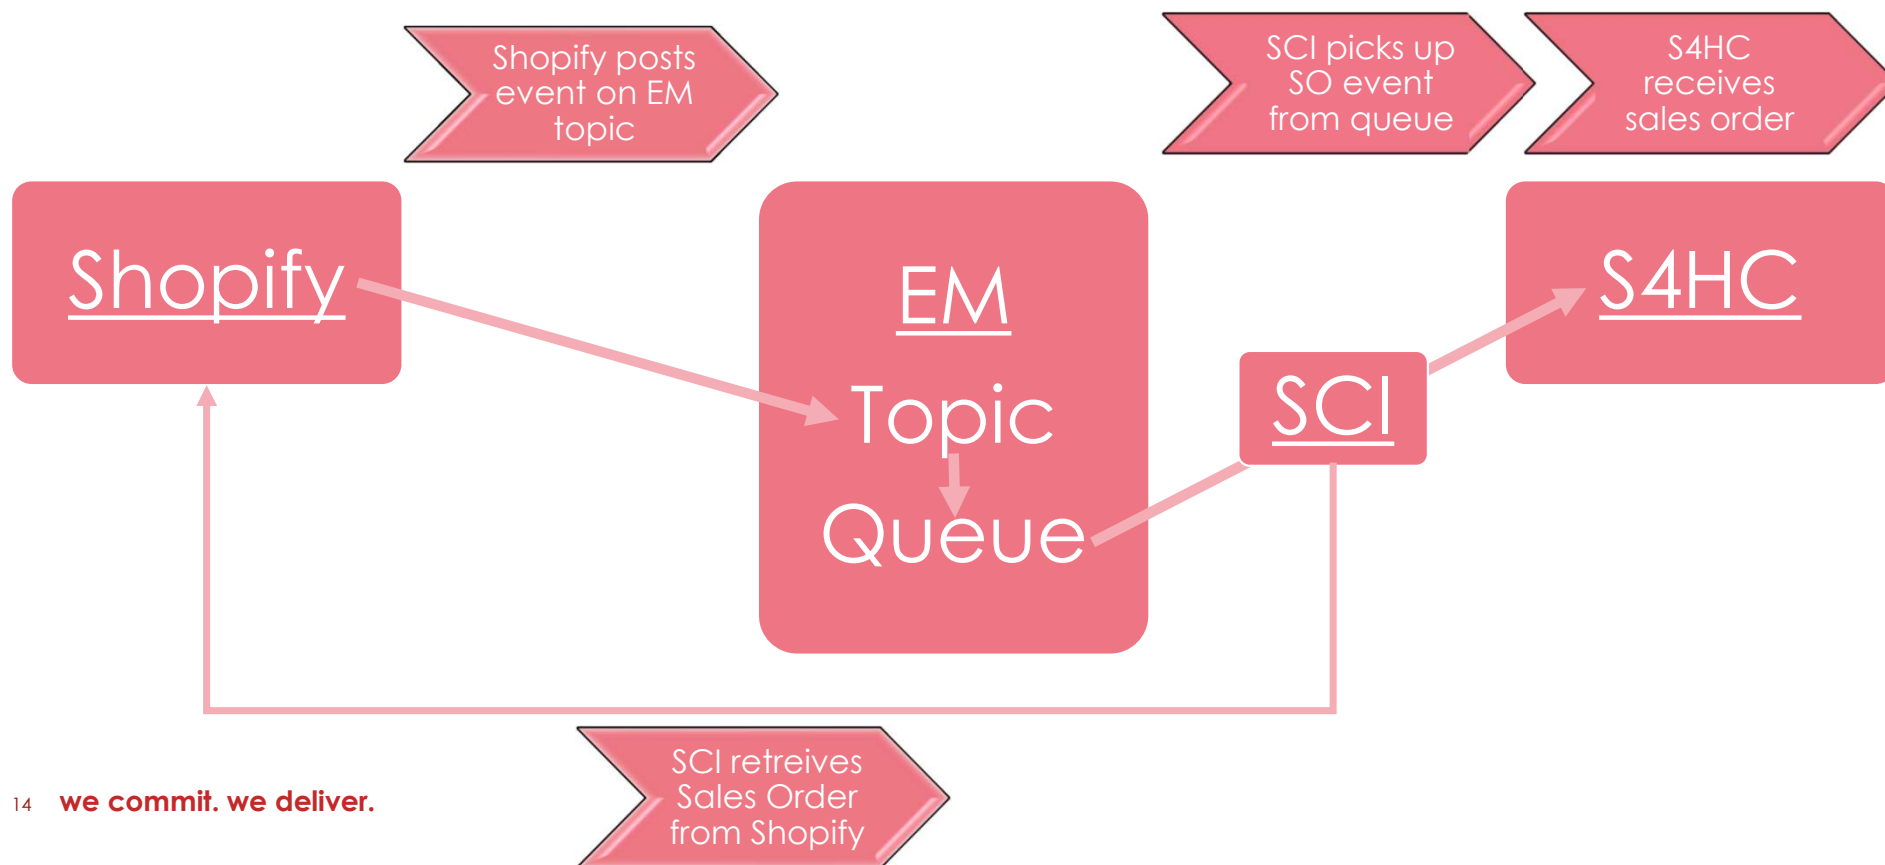 Shopify posts
event on EM
topic
SCI picks up
SO event
from queue
S4HC
receives
sales order
Shopify
EM
Topic
Queue
SCI
S4HC
SCI retreives
Sales Order
from Shopify
14 we commit. we deliver.